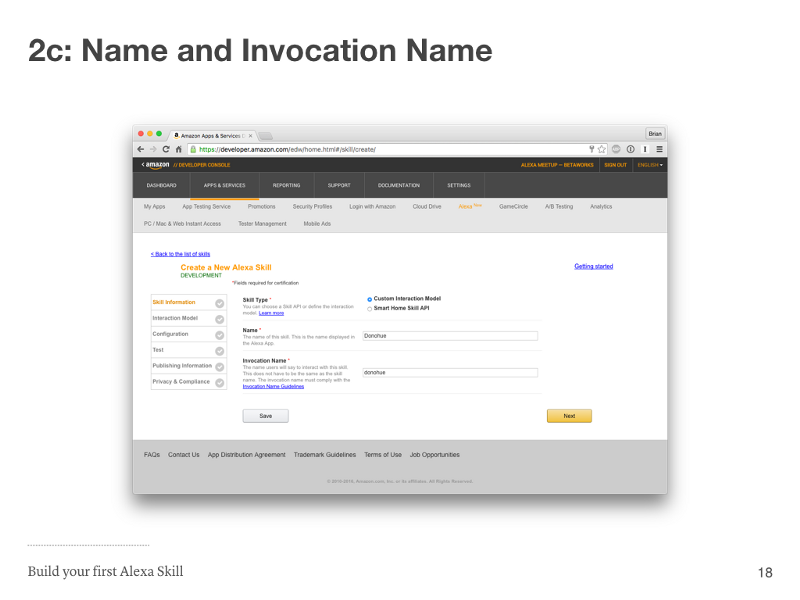 2c: Name and Invocation Name
Amazon Apps & Services
Brian
https://developer.amazon.com/edw/home.html#/skill/create/
amazon // DEVELOPER CONSOLE
ALEXA MEETUP — BETAWORKS
SIGN OUT
ENGLISH
DASHBOARD APPS & SERVICES REPORTING SUPPORT DOCUMENTATION SETTINGS
My Apps App Testing Service Promotions Security Profiles Login with Amazon Cloud Drive Alexa New GameCircle A/B Testing Analytics
PC / Mac & Web Instant Access Tester Management Mobile Ads
< Back to the list of skills
Create a New Alexa Skill
Getting started
DEVELOPMENT
*Fields required for certification
Skill Information
Interaction Model
Configuration
Test
Publishing Information
Privacy & Compliance
Skill Type *
You can choose a Skill API or define the interaction
model. Learn more
Custom Interaction Model
Smart Home Skill API
Name *
The name of this skill. This is the name displayed in
the Alexa App.
Donohue
Invocation Name *
The name users will say to interact with this skill.
This does not have to be the same as the skill
name. The invocation name must comply with the
Invocation Name Guidelines
donohue
Save
Next
FAQs Contact Us App Distribution Agreement Trademark Guidelines Terms of Use Job Opportunities
© 2010-2016, Amazon.com, Inc. or its affiliates. All Rights Reserved.
Build your first Alexa Skill
18